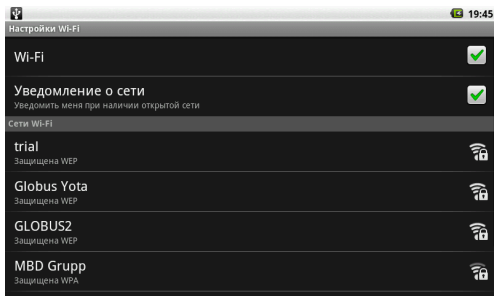 19:45
Настройки Wi-Fi
Wi-Fi
Уведомление о сети
Уведомить меня при наличии открытой сети
Сети Wi-Fi
trial
Защищена WEP
Globus Yota
Защищена WEP
GLOBUS2
Защищена WEP
MBD Grupp
Защищена WPA